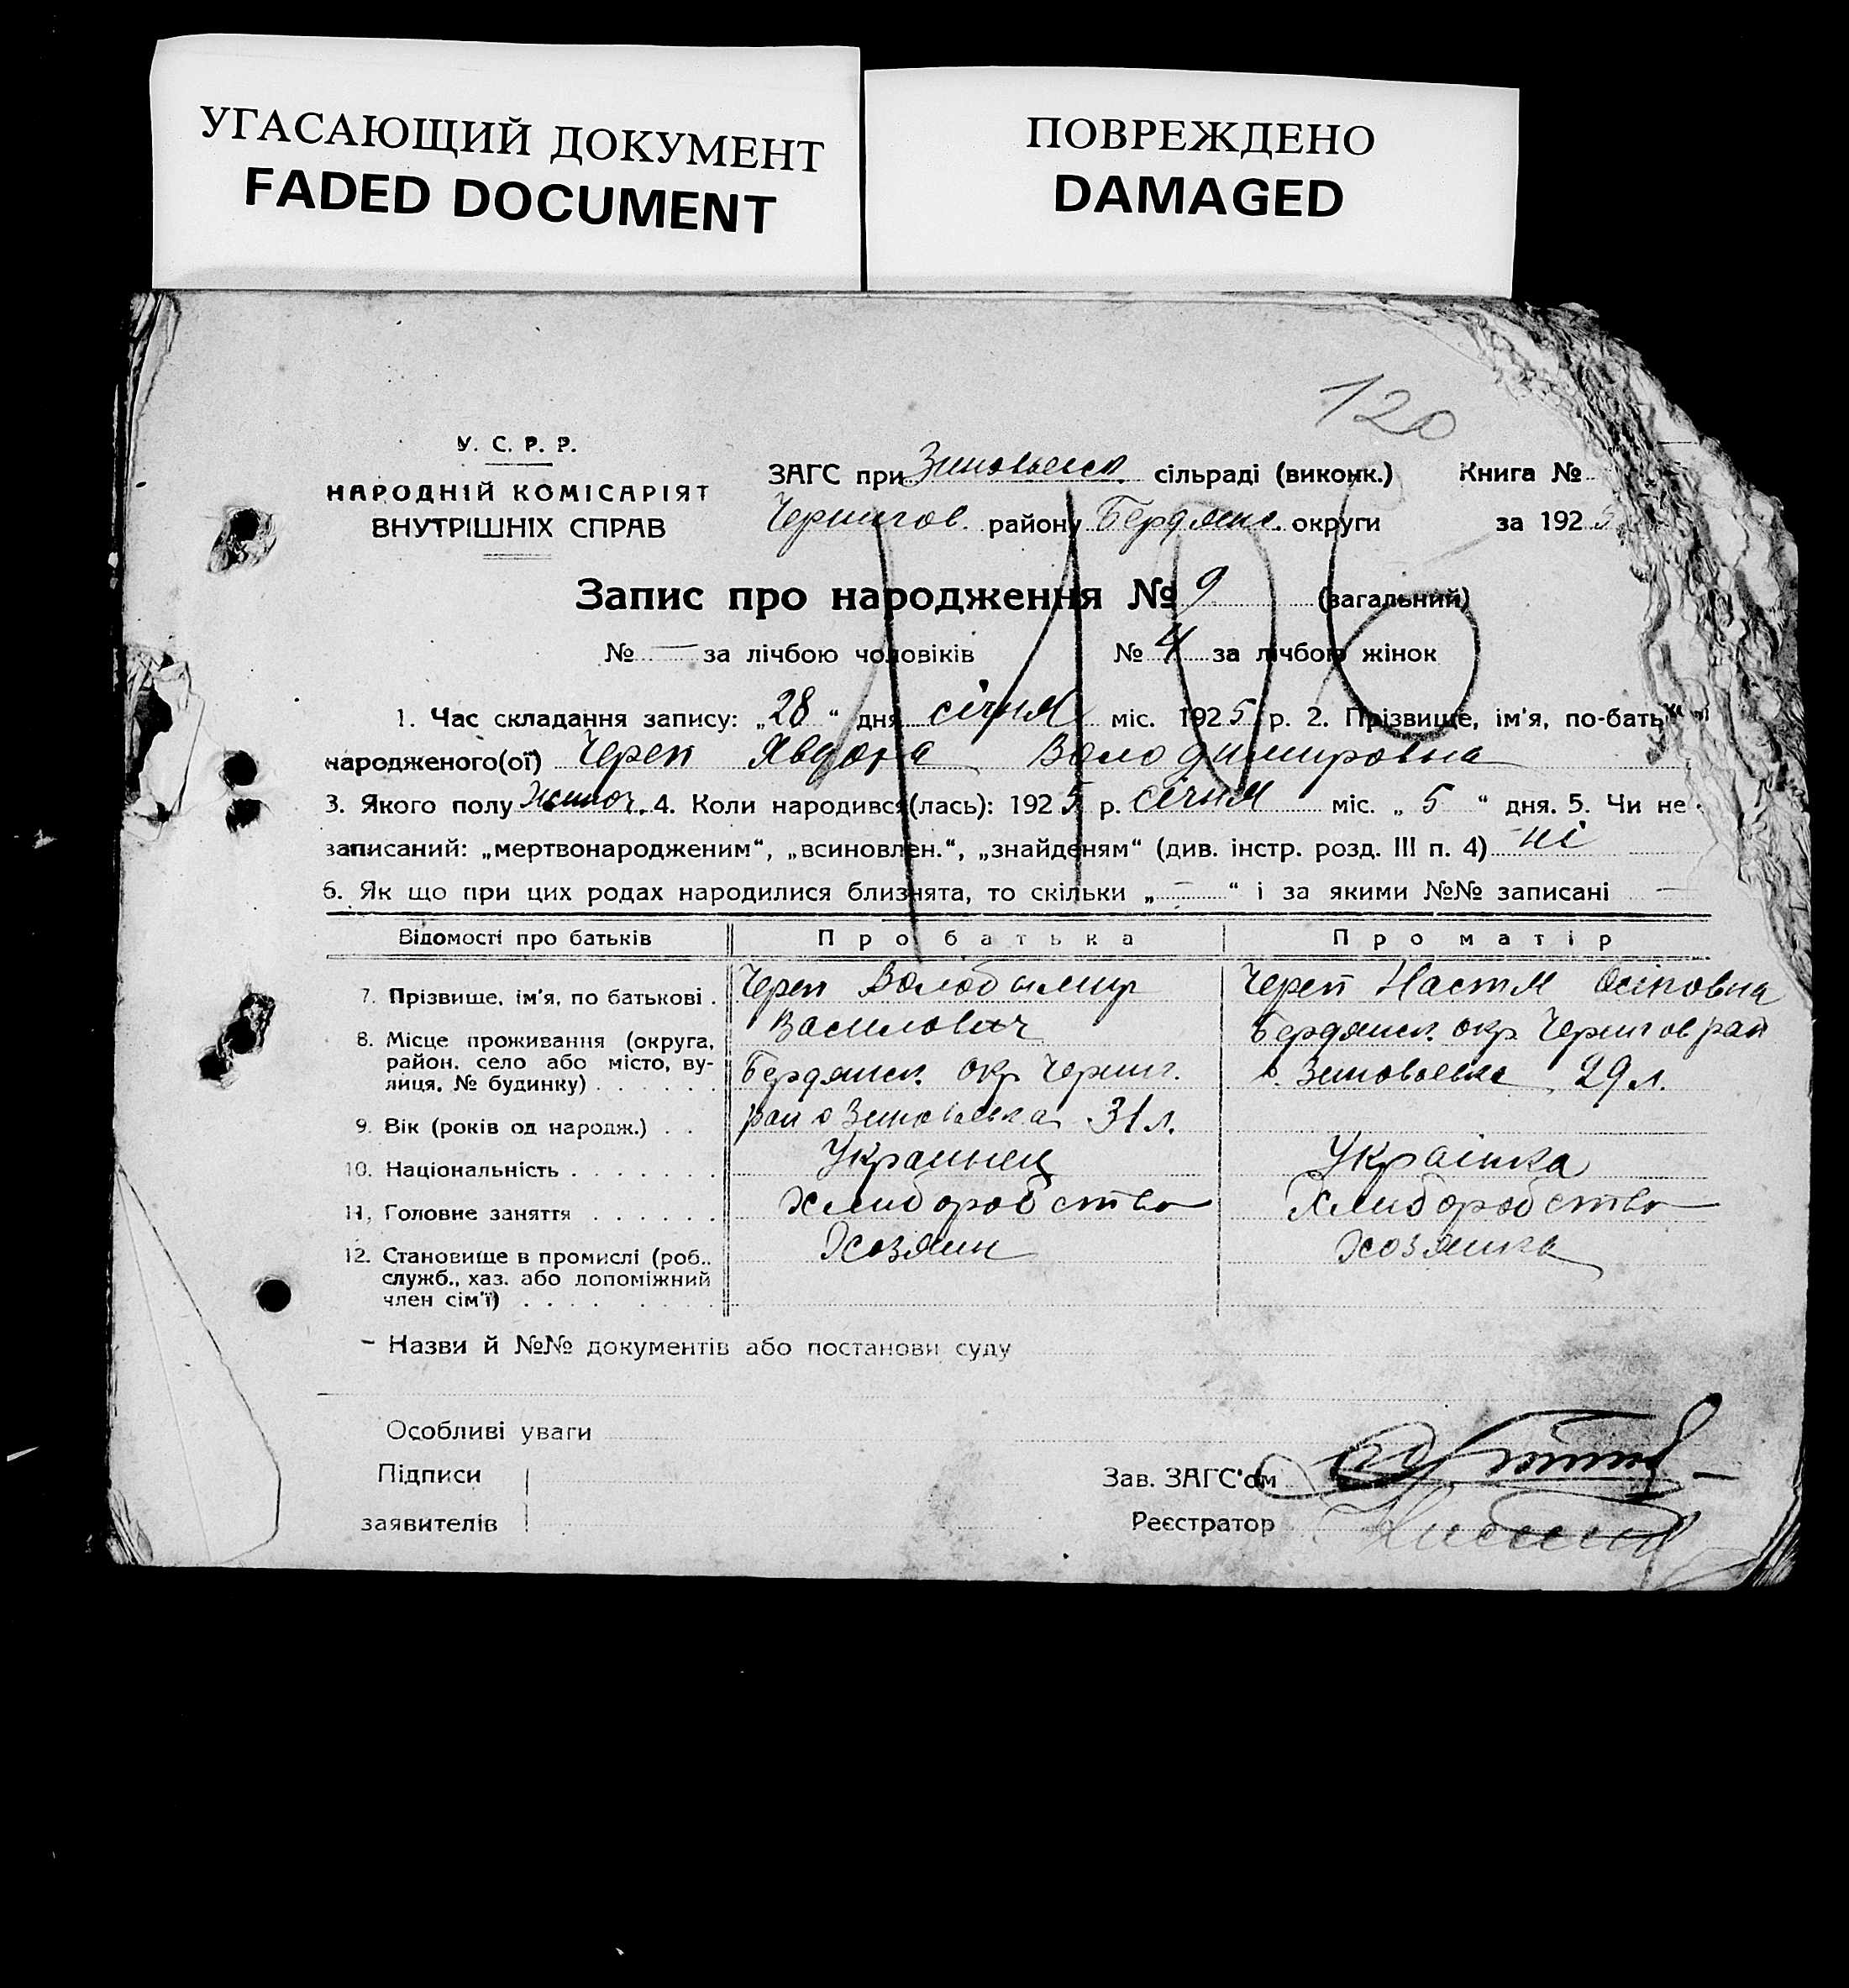 УГАСАЮЩИЙ ДОКУМЕНТ
FADED DOCUMENT
ПОВРЕЖДЕНО
DAMAGED
120
У. С. Р. Р.
НАРОДНІЙ КОМІСАРІЯТ
ВНУТРІШНІХ СПРАВ
ЗАГС при Зиновьевск. сільраді (виконк.) Книга №
Чернигов. району Бердянс. округи за 1925
Запис про народження № 9 (загальний)
№ — за лічбою чоловіків № 4 за лічбою жінок
1. Час складання запису: „28“ дня січня міс. 1925 р. 2. Прізвище, ім'я, по-бать
народженого(ої) Череп Явдоха Володимировна
3. Якого полу Жиноч. 4. Коли народився(лась): 1925 р. січня міс. „5“ дня. 5. Чи не
записаний: „мертвонародженим“, „всиновлен.“, „знайденям“ (див. інстр. розд. III п. 4) ні
6. Як що при цих родах народилися близнята, то скільки „—“ і за якими №№ записані —
Відомості про батьків Про батька Про матір
7. Прізвище, ім'я, по батькові . Череп Володимир Череп Настя Осіповна
Василович
8. Місце проживання (округа, район, село або місто, вулиця, № будинку) . . . . . . Бердянск. окр. Черниг. Бердянск. окр. Чернигов рай
рай с Зиновьевка 31 л. с. Зиновьевка 29 л.
9. Вік (років од народж.) . .
10. Національність . . . . . . . Украинец Українка
11. Головне заняття . . . . . . Хлиборобство Хлиборобство
12. Становище в промислі (роб., служб., хаз. або допоміжний член сім'ї) . . . . . . . . Хозяин Хозяйка
– Назви й №№ документів або постанови суду
Особливі уваги
Підписи
заявителів
Зав. ЗАГС'ом
Реєстратор